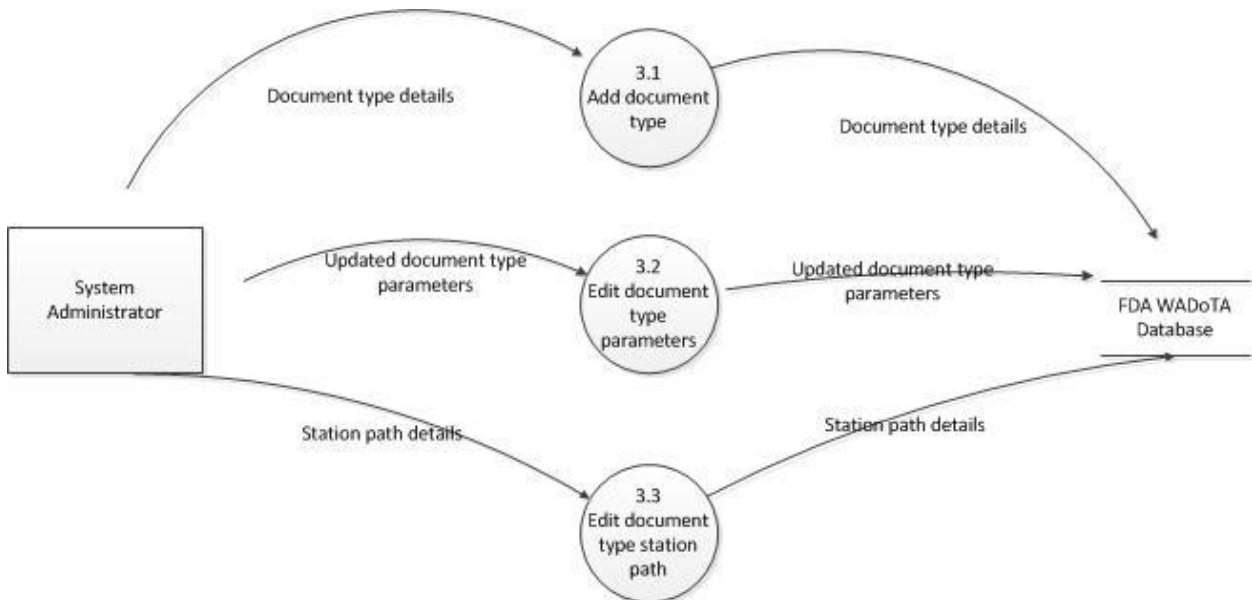 3.1
Add document
type
Document type details
Document type details
System
Administrator
Updated document type
parameters
3.2
Edit document
type
parameters
Updated document type
parameters
FDA WADoTA
Database
Station path details
Station path details
3.3
Edit document
type station
path